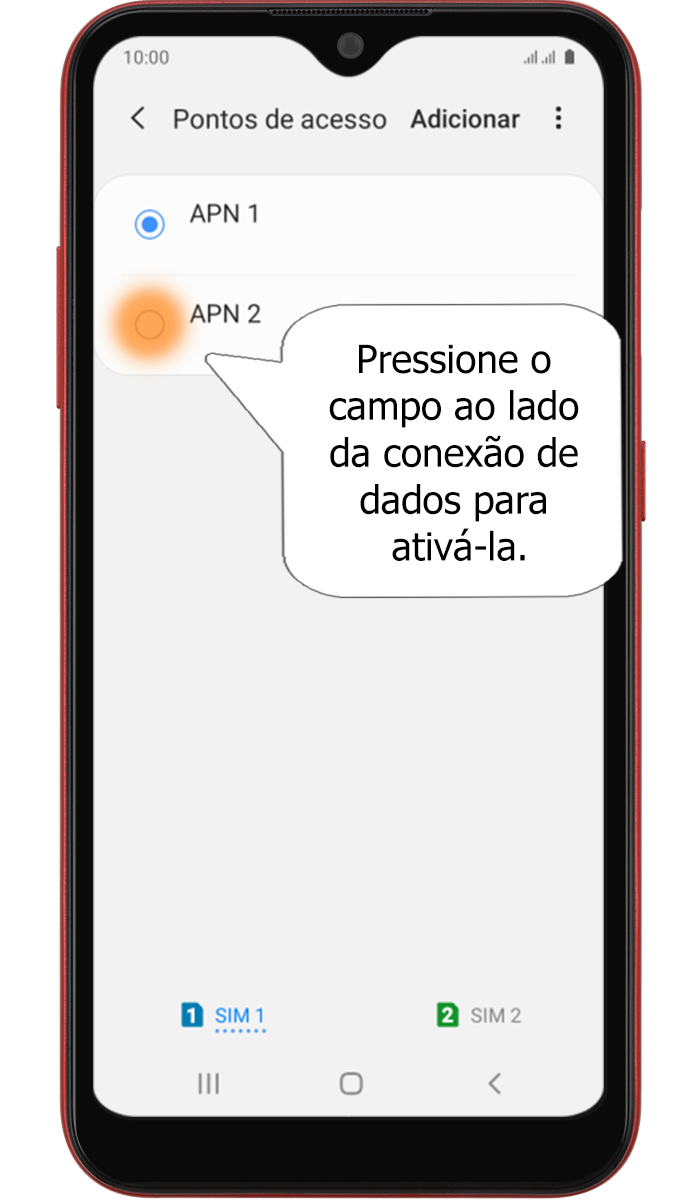 10:00
Pontos de acesso Adicionar
APN 1
APN 2
Pressione o
campo ao lado
da conexão de
dados para
ativá-la.
1 SIM 1 2 SIM 2